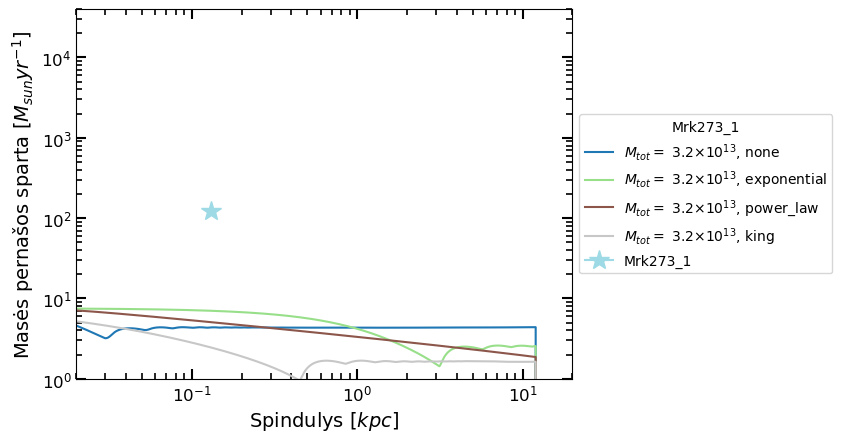 Masės pernašos sparta [$M_{sun}yr^{-1}$]
10⁴
10³
10²
10¹
10⁰
10⁻¹
10⁰
10¹
Spindulys [kpc]
Mrk273_1
$M_{tot}$ = 3.2×10¹³, none
$M_{tot}$ = 3.2×10¹³, exponential
$M_{tot}$ = 3.2×10¹³, power_law
$M_{tot}$ = 3.2×10¹³, king
Mrk273_1